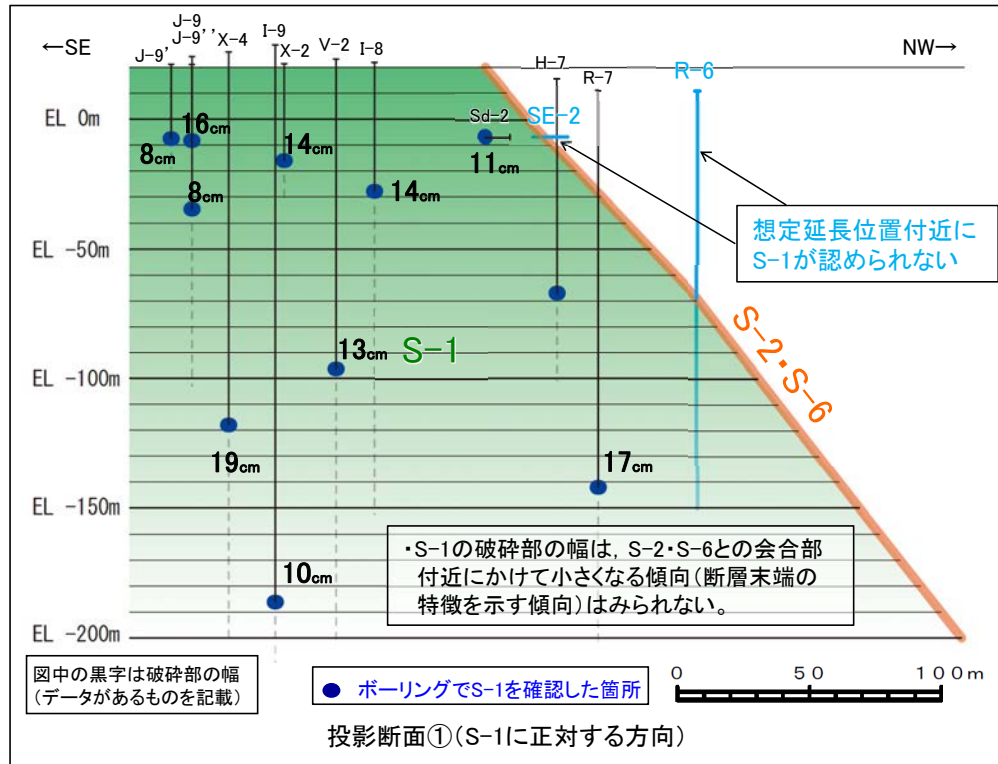 ←SE
NW→
J-9'
J-9
J-9''
X-4
I-9
X-2
V-2
I-8
H-7
R-7
R-6
Sd-2
SE-2
EL 0m
EL -50m
EL -100m
EL -150m
EL -200m
8cm
16cm
8cm
14cm
14cm
11cm
13cm
19cm
10cm
17cm
S-1
S-2・S-6
想定延長位置付近に
S-1が認められない
・S-1の破砕部の幅は，S-2・S-6との会合部
付近にかけて小さくなる傾向(断層末端の
特徴を示す傾向)はみられない。
図中の黒字は破砕部の幅
(データがあるものを記載)
● ボーリングでS-1を確認した箇所
0 50 100m
投影断面①(S-1に正対する方向)